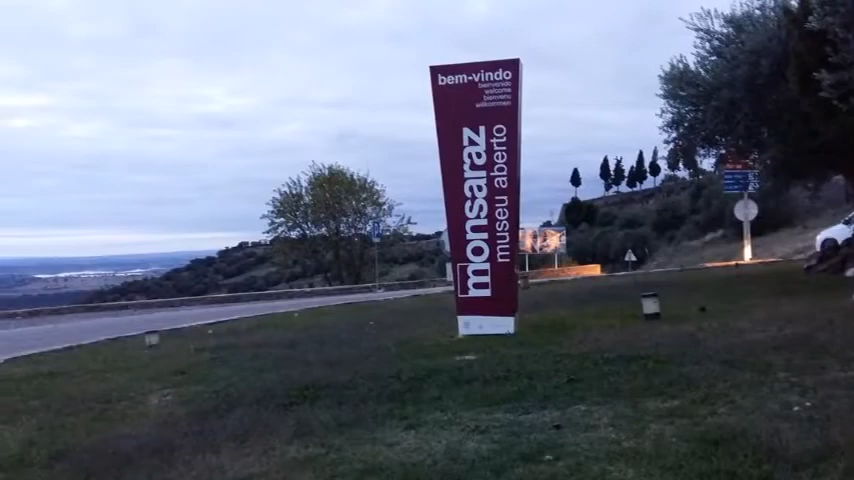 bem-vindo
bienvenido
welcome
bienvenu
willkommen
monsaraz
museu aberto